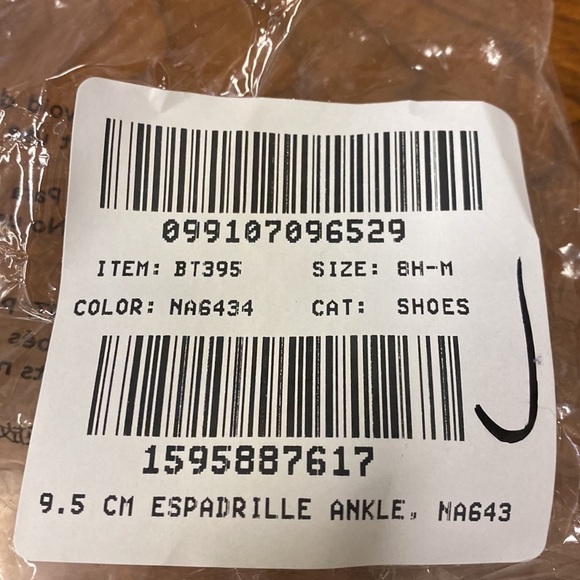 099107096529
ITEM: BT395 SIZE: 8H-M
COLOR: NA6434 CAT: SHOES
1595887617
9.5 CM ESPADRILLE ANKLE, NA643
J